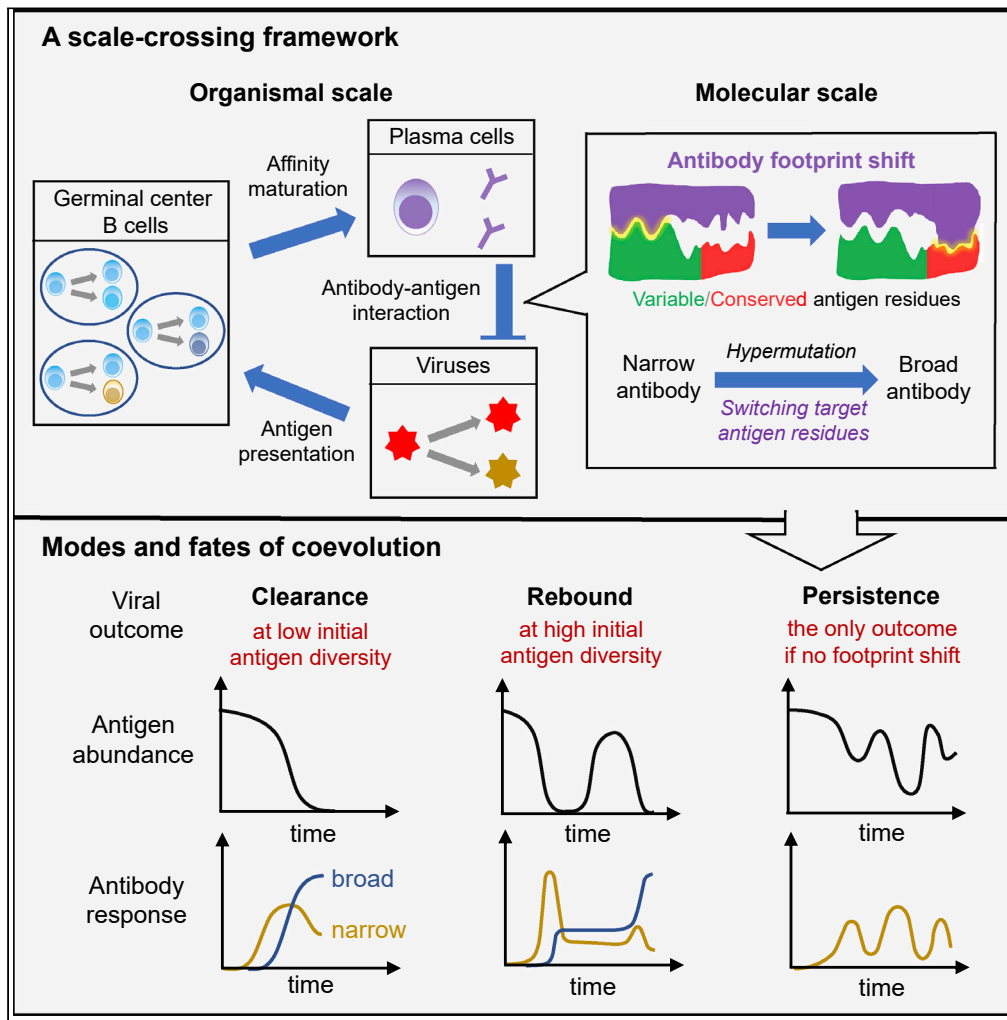 A scale-crossing framework
Organismal scale
Molecular scale
Germinal center
B cells
Affinity
maturation
Plasma cells
Antibody-antigen
interaction
Viruses
Antigen
presentation
Antibody footprint shift
Variable/Conserved antigen residues
Narrow
antibody
Hypermutation
Switching target
antigen residues
Broad
antibody
Modes and fates of coevolution
Viral
outcome
Clearance
at low initial
antigen diversity
Rebound
at high initial
antigen diversity
Persistence
the only outcome
if no footprint shift
Antigen
abundance
time
time
time
Antibody
response
broad
narrow
time
time
time